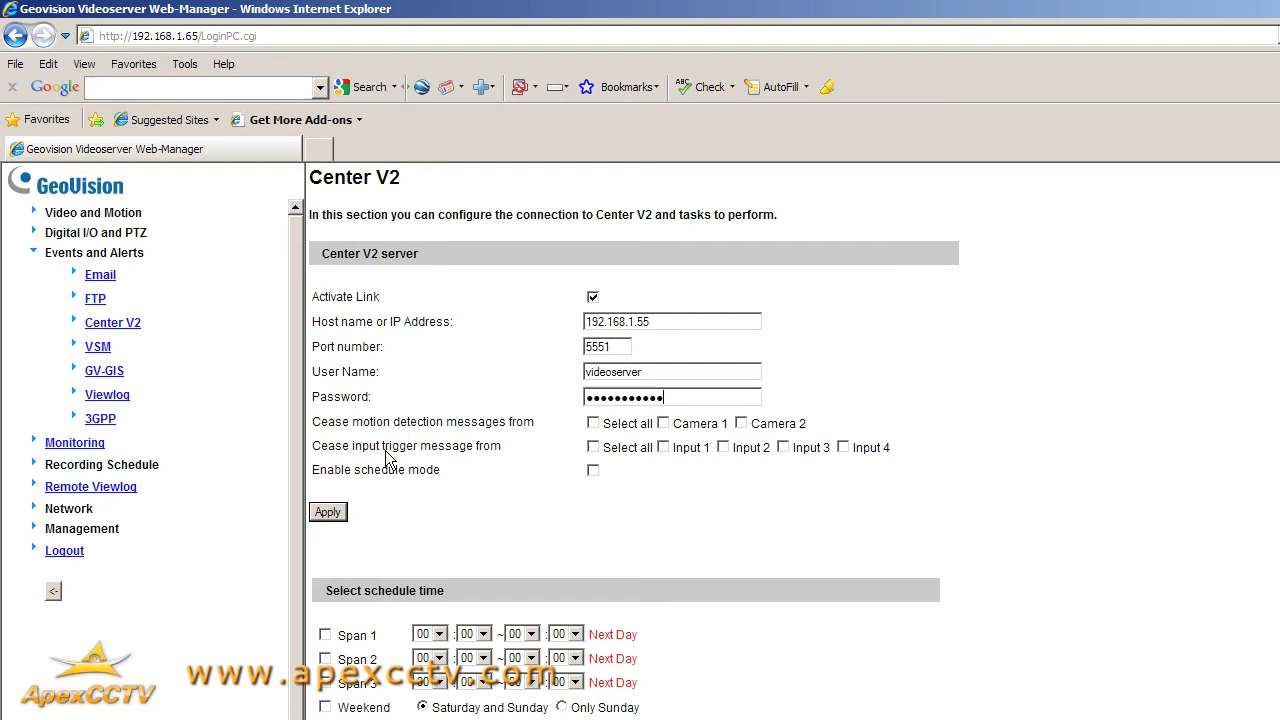 Geovision Videoserver Web-Manager - Windows Internet Explorer
http://192.168.1.65/LoginPC.cgi
File Edit View Favorites Tools Help
x Google Search Bookmarks ABC Check AutoFill
Favorites Suggested Sites Get More Add-ons
Geovision Videoserver Web-Manager
GeoVision
Video and Motion
Digital I/O and PTZ
Events and Alerts
Email
FTP
Center V2
VSM
GV-GIS
Viewlog
3GPP
Monitoring
Recording Schedule
Remote Viewlog
Network
Management
Logout
<-
Center V2
In this section you can configure the connection to Center V2 and tasks to perform.
Center V2 server
Activate Link
Host name or IP Address: 192.168.1.55
Port number: 5551
User Name: videoserver
Password: ●●●●●●●●●●●
Cease motion detection messages from Select all Camera 1 Camera 2
Cease input trigger message from Select all Input 1 Input 2 Input 3 Input 4
Enable schedule mode
Apply
Select schedule time
Span 1 00 : 00 ~ 00 : 00 Next Day
Span 2 00 : 00 ~ 00 : 00 Next Day
Span 3 00 : 00 ~ 00 : 00 Next Day
Weekend Saturday and Sunday Only Sunday
ApexCCTV
www.apexcctv.com